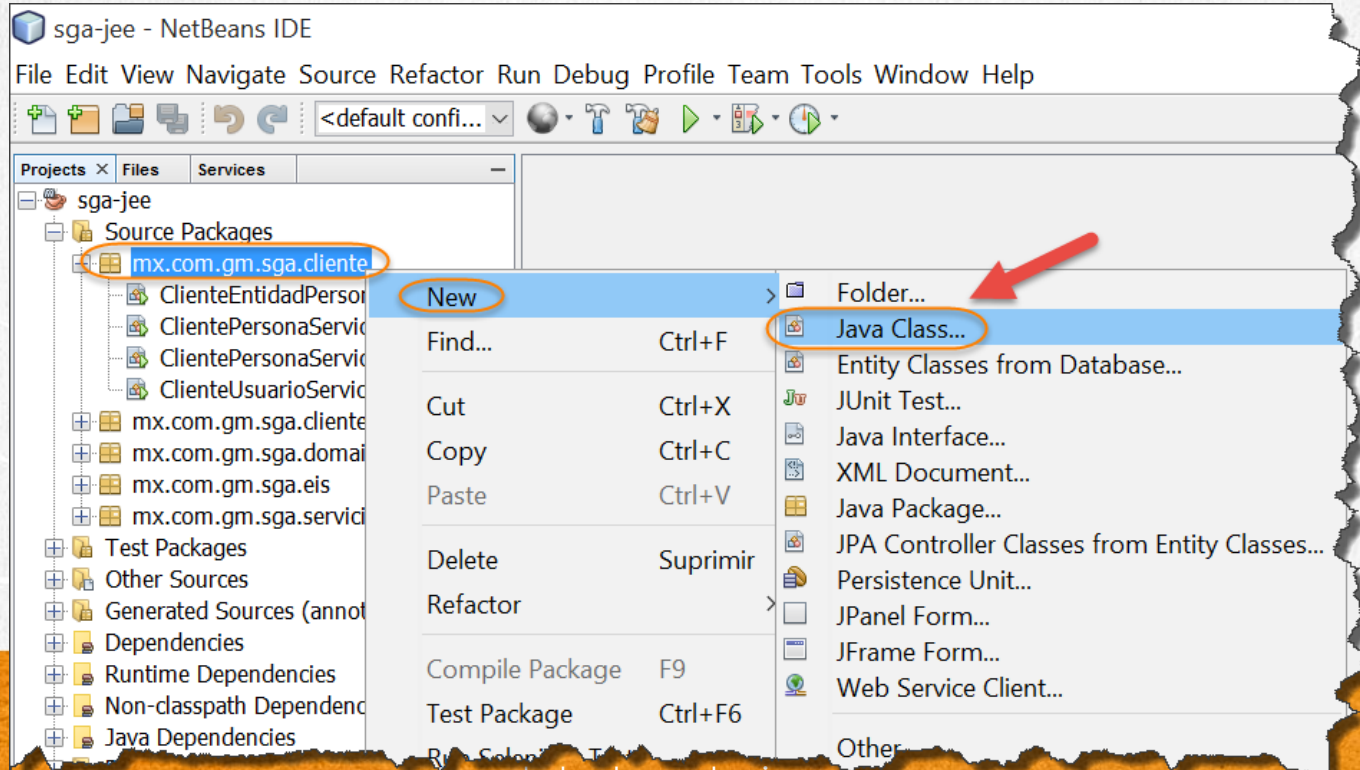 sga-jee - NetBeans IDE
File Edit View Navigate Source Refactor Run Debug Profile Team Tools Window Help
<default confi...
Projects Files Services
sga-jee
Source Packages
mx.com.gm.sga.cliente
ClienteEntidadPerson
ClientePersonaServic
ClientePersonaServic
ClienteUsuarioServic
mx.com.gm.sga.cliente
mx.com.gm.sga.domai
mx.com.gm.sga.eis
mx.com.gm.sga.servici
Test Packages
Other Sources
Generated Sources (annot
Dependencies
Runtime Dependencies
Non-classpath Dependenc
Java Dependencies
New
Find... Ctrl+F
Cut Ctrl+X
Copy Ctrl+C
Paste Ctrl+V
Delete Suprimir
Refactor
Compile Package F9
Test Package Ctrl+F6
Folder...
Java Class...
Entity Classes from Database...
JUnit Test...
Java Interface...
XML Document...
Java Package...
JPA Controller Classes from Entity Classes...
Persistence Unit...
JPanel Form...
JFrame Form...
Web Service Client...
Other